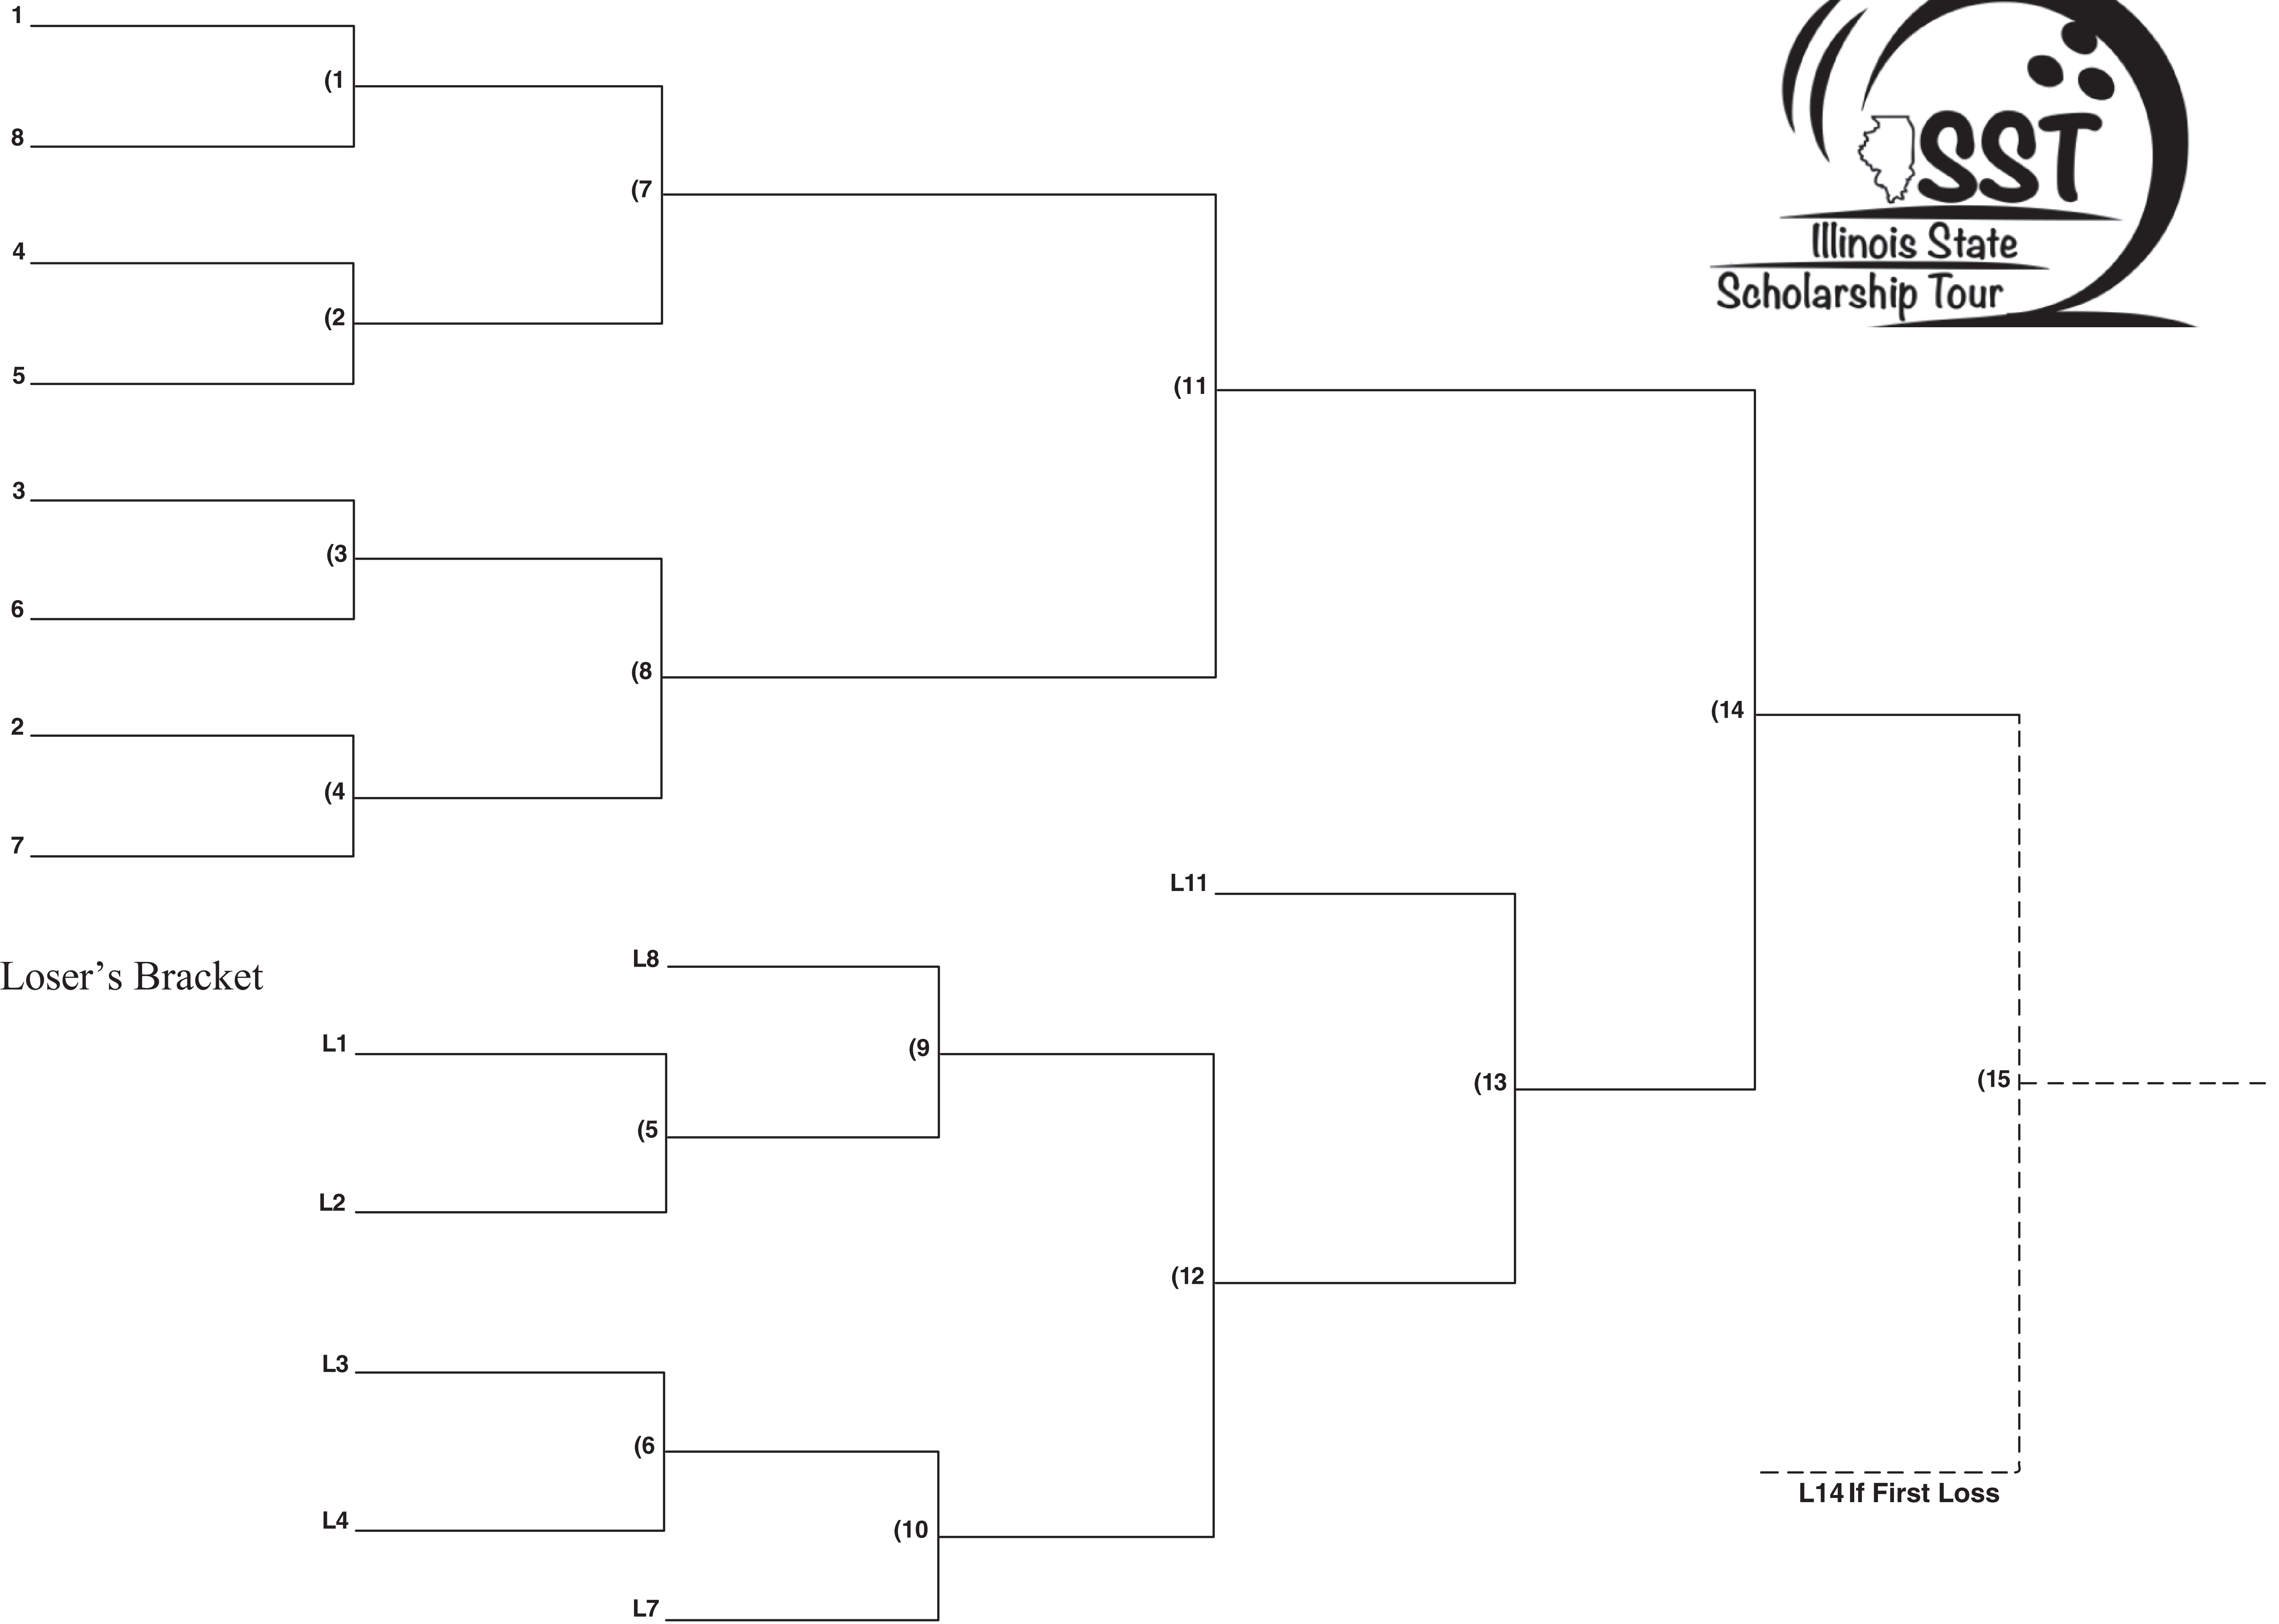 1
(1
8
(7
4
(2
5
(11
3
(3
6
(8
2
(4
7
(14
SST
Illinois State
Scholarship Tour
Loser’s Bracket
L11
L8
L1
(9
(5
L2
(13
(15
(12
L3
(6
L4
(10
L7
L14 If First Loss